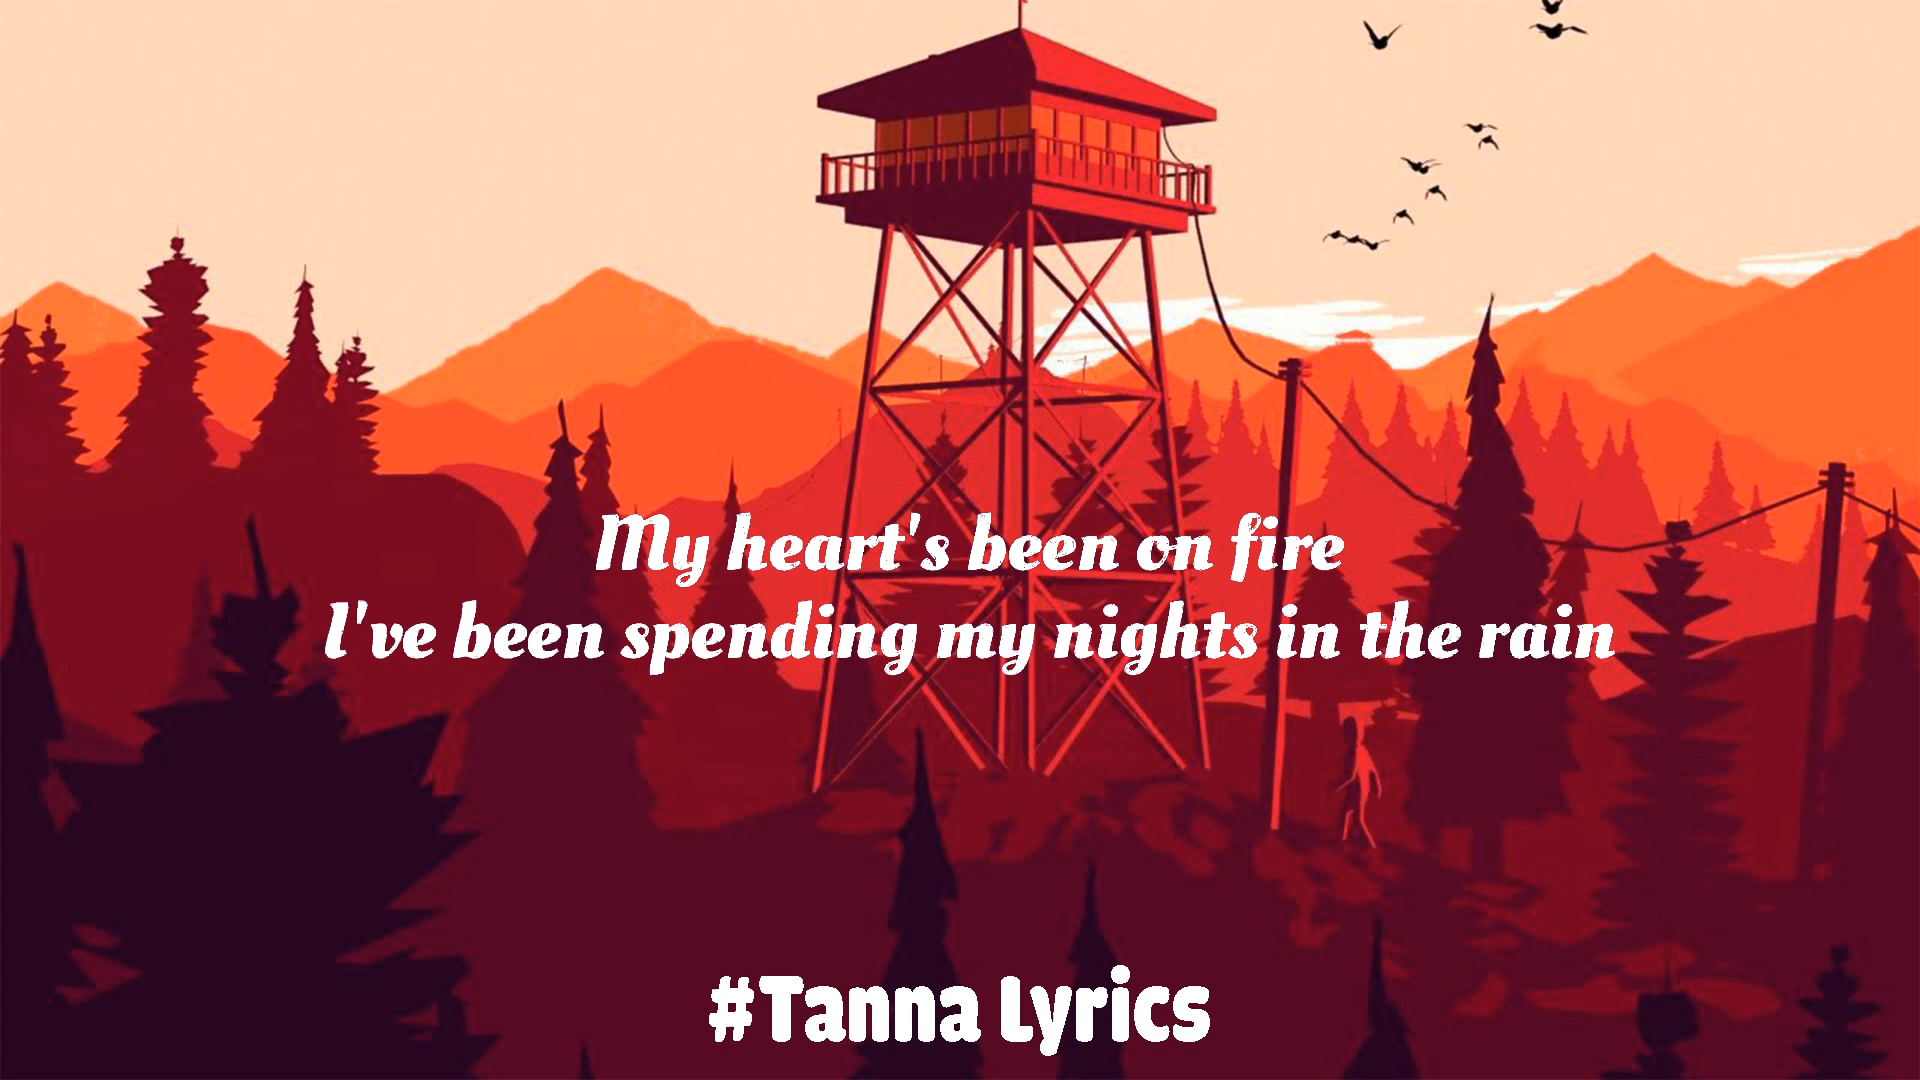 My heart's been on fire
I've been spending my nights in the rain
#Tanna Lyrics